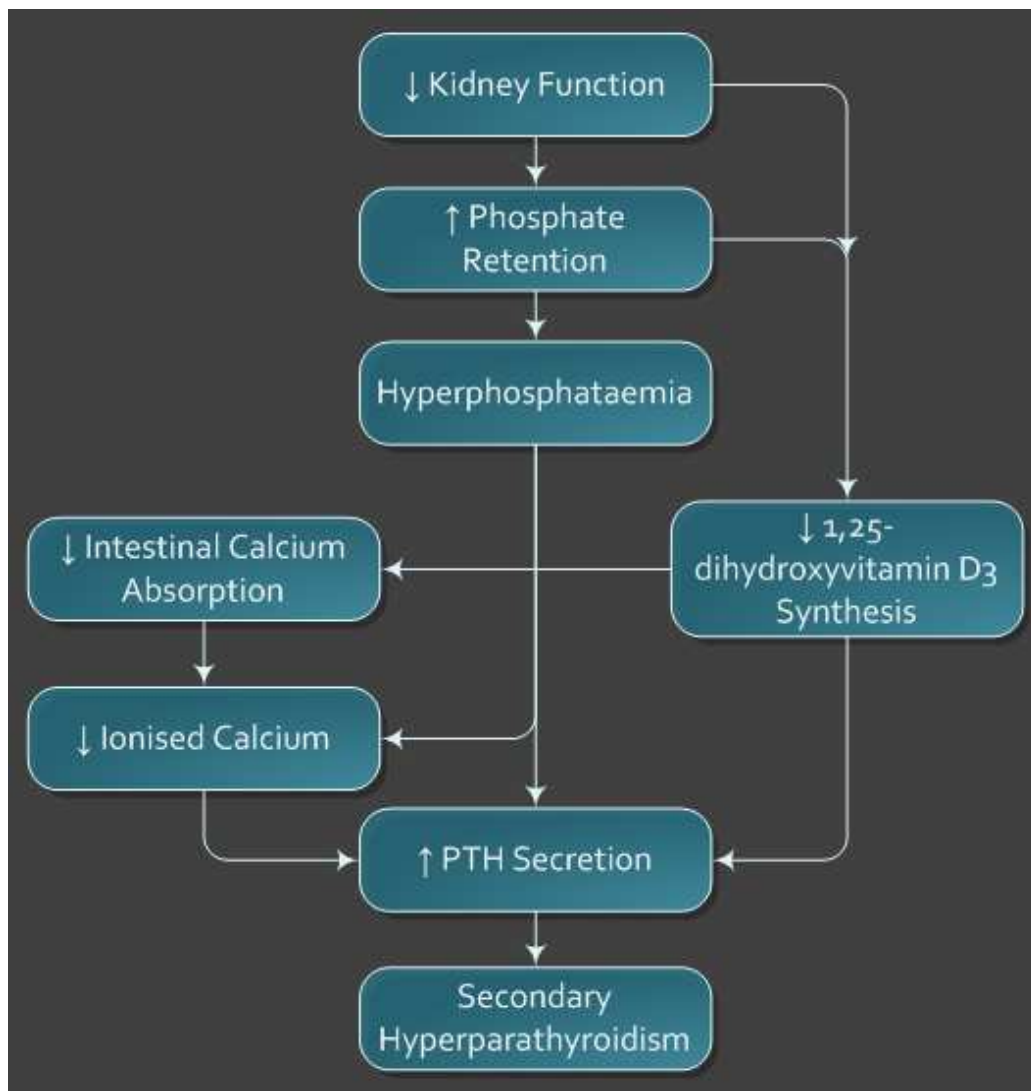 ↓ Kidney Function
↑ Phosphate
Retention
Hyperphosphataemia
↓ Intestinal Calcium
Absorption
↓ 1,25-
dihydroxyvitamin D3
Synthesis
↓ Ionised Calcium
↑ PTH Secretion
Secondary
Hyperparathyroidism